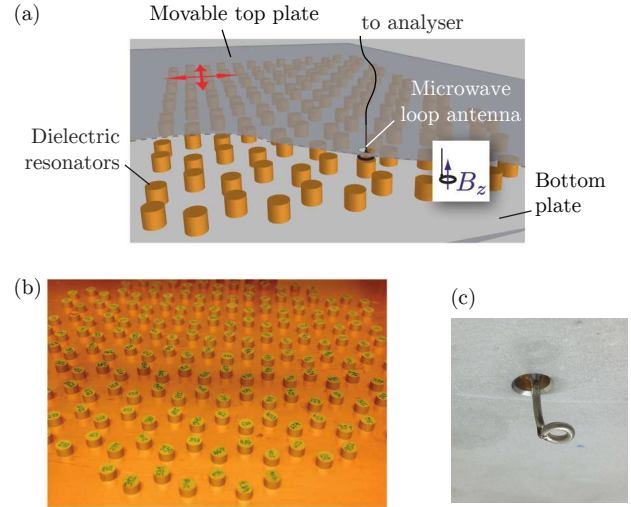 (a)
Movable top plate
to analyser
Microwave
loop antenna
Dielectric
resonators
B_z
Bottom
plate
(b)
(c)